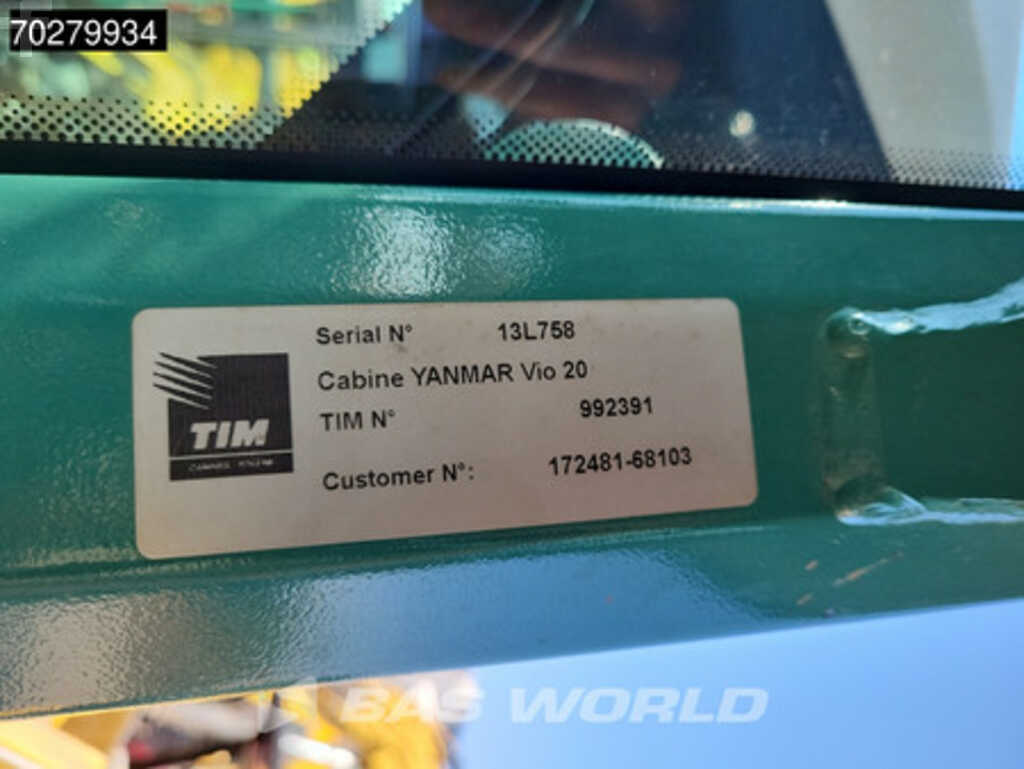 70279934
Serial N° 13L758
Cabine YANMAR Vio 20
TIM N° 992391
Customer N°: 172481-68103
TIM
BAS WORLD